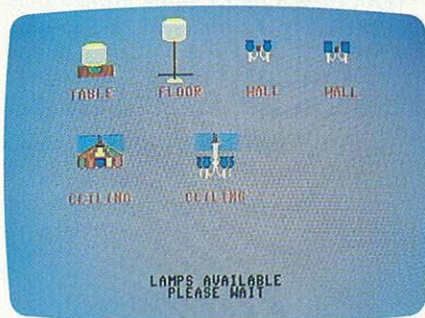 TABLE FLOOR WALL WALL
CEILING CEILING
LAMPS AVAILABLE
PLEASE WAIT